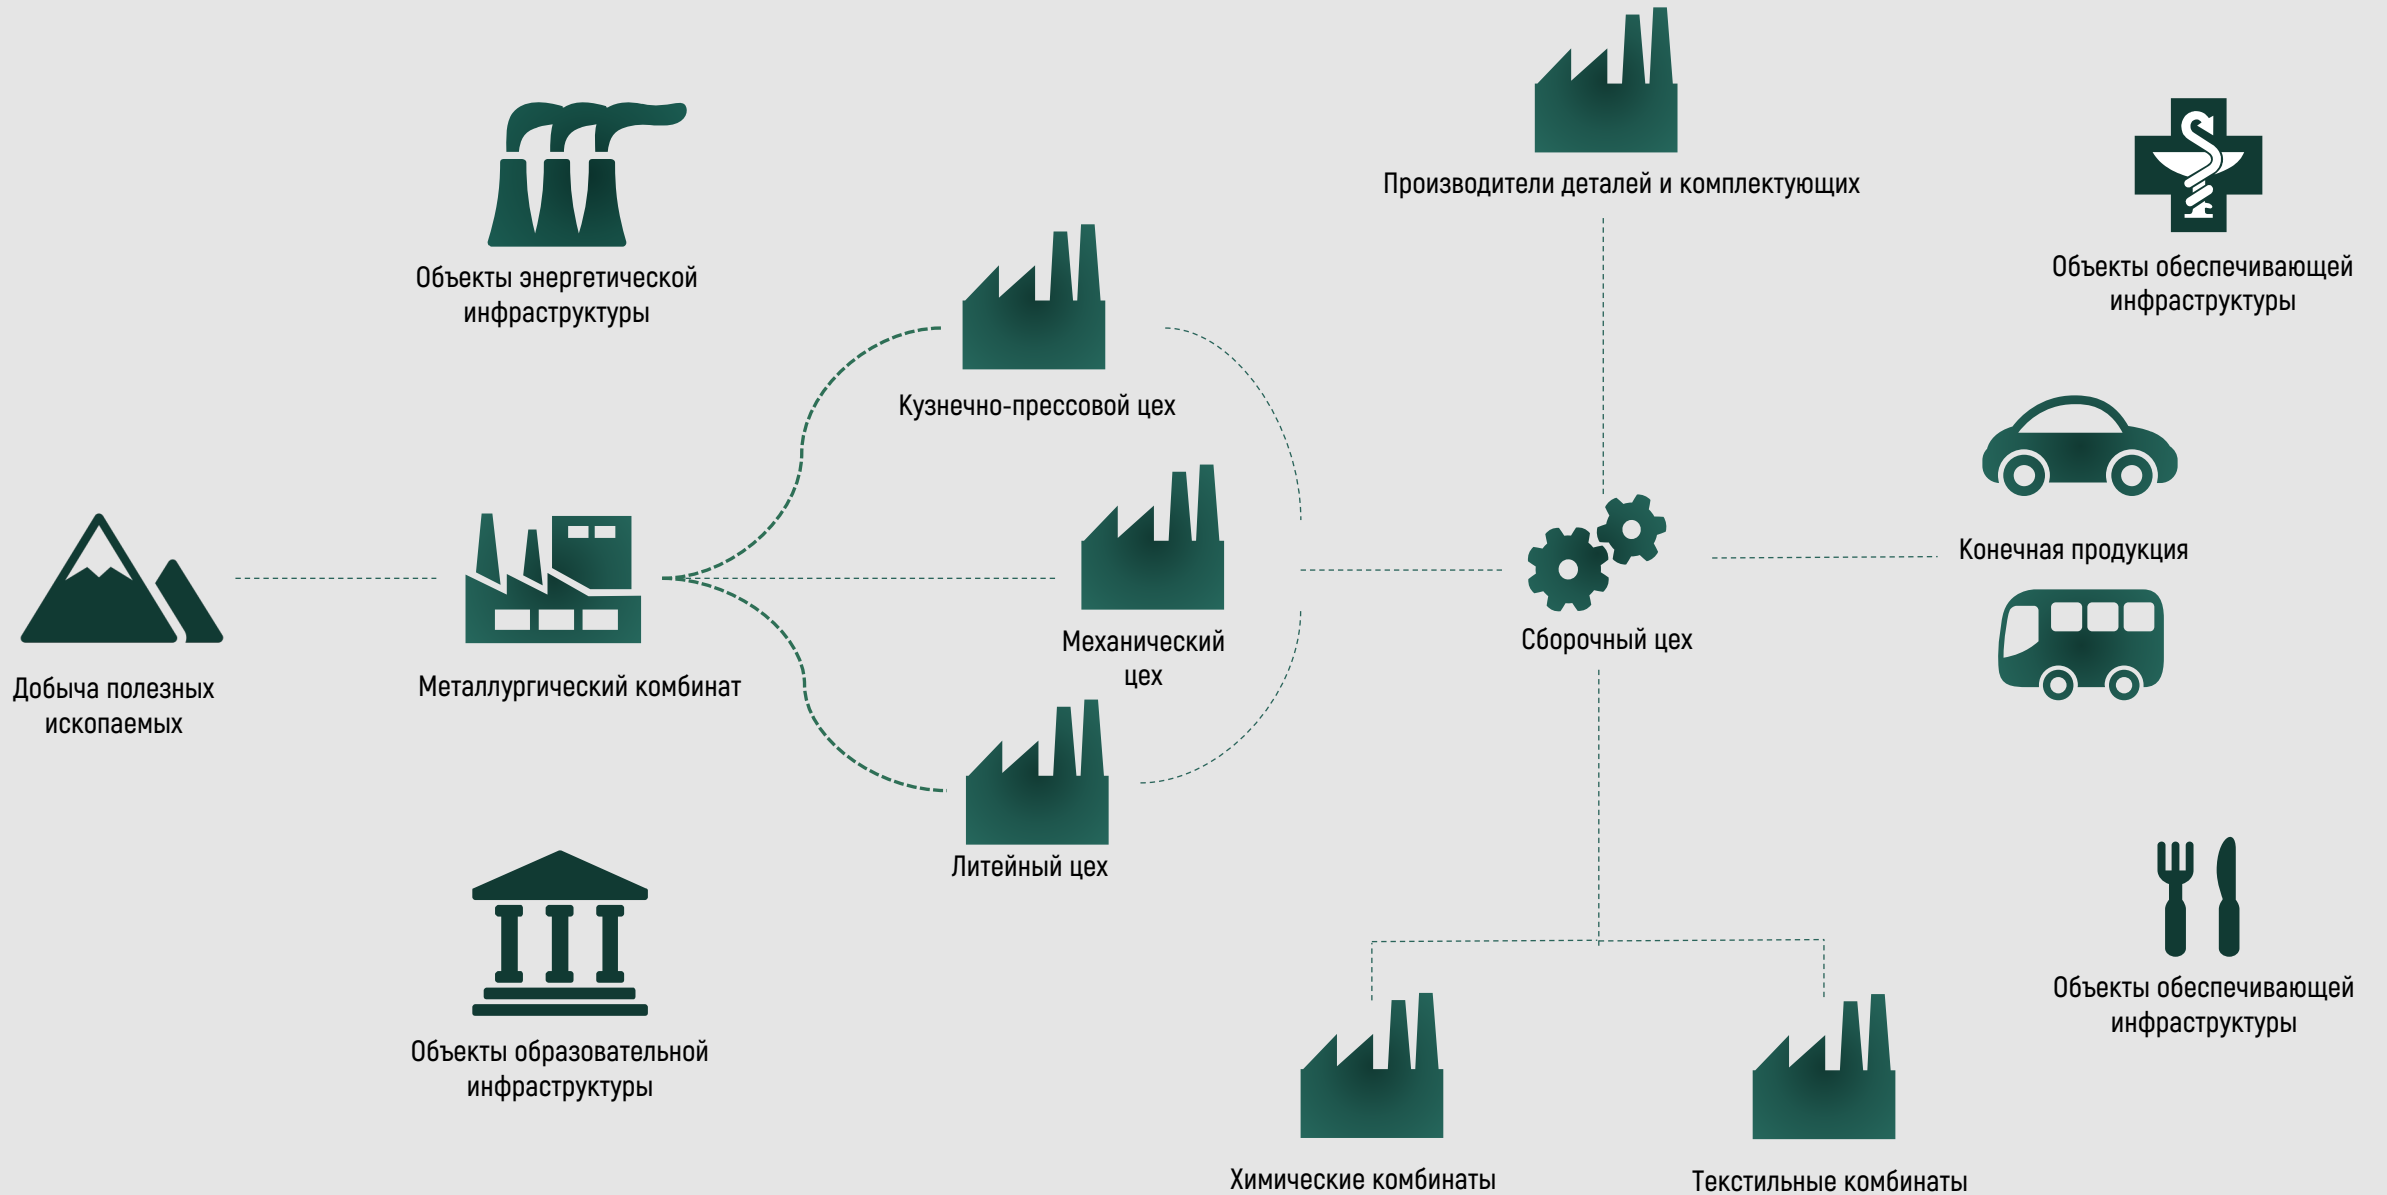 Производители деталей и комплектующих
Объекты энергетической
инфраструктуры
Объекты обеспечивающей
инфраструктуры
Кузнечно-прессовой цех
Конечная продукция
Механический
цех
Сборочный цех
Добыча полезных
ископаемых
Металлургический комбинат
Литейный цех
Объекты обеспечивающей
инфраструктуры
Объекты образовательной
инфраструктуры
Химические комбинаты
Текстильные комбинаты